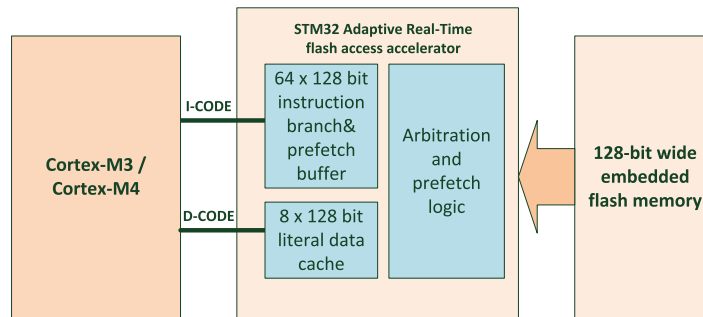 STM32 Adaptive Real-Time
flash access accelerator
64 x 128 bit
instruction
branch&
prefetch
buffer
I-CODE
Arbitration
and
prefetch
logic
Cortex-M3 /
Cortex-M4
128-bit wide
embedded
flash memory
D-CODE
8 x 128 bit
literal data
cache